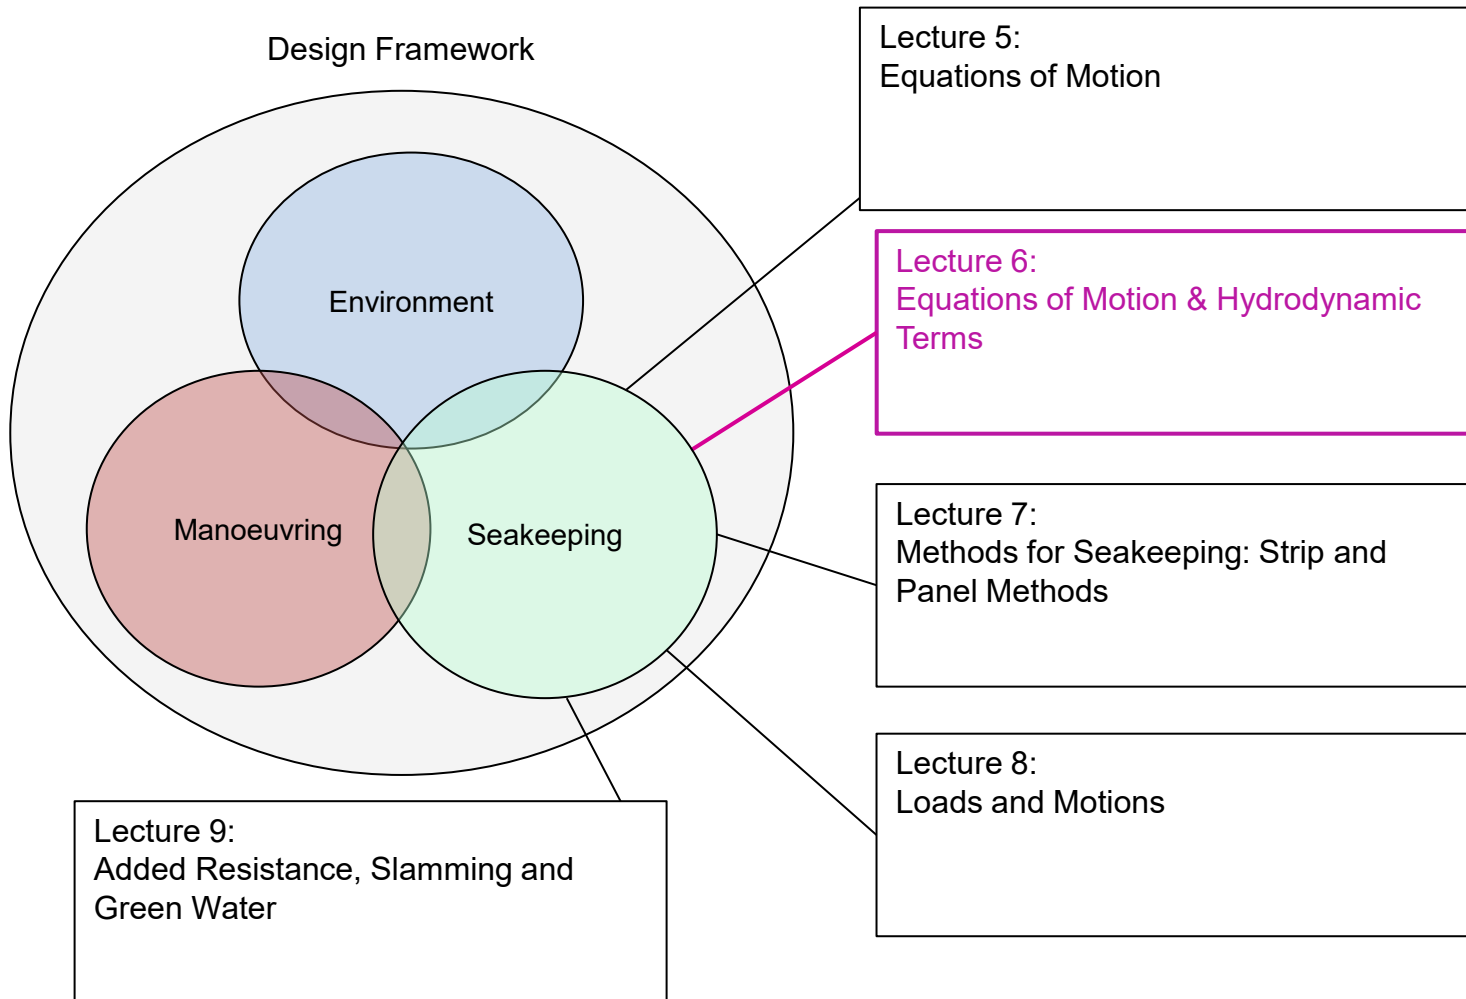 Design Framework
Environment
Manoeuvring
Seakeeping
Lecture 5:
Equations of Motion
Lecture 6:
Equations of Motion & Hydrodynamic
Terms
Lecture 7:
Methods for Seakeeping: Strip and
Panel Methods
Lecture 8:
Loads and Motions
Lecture 9:
Added Resistance, Slamming and
Green Water